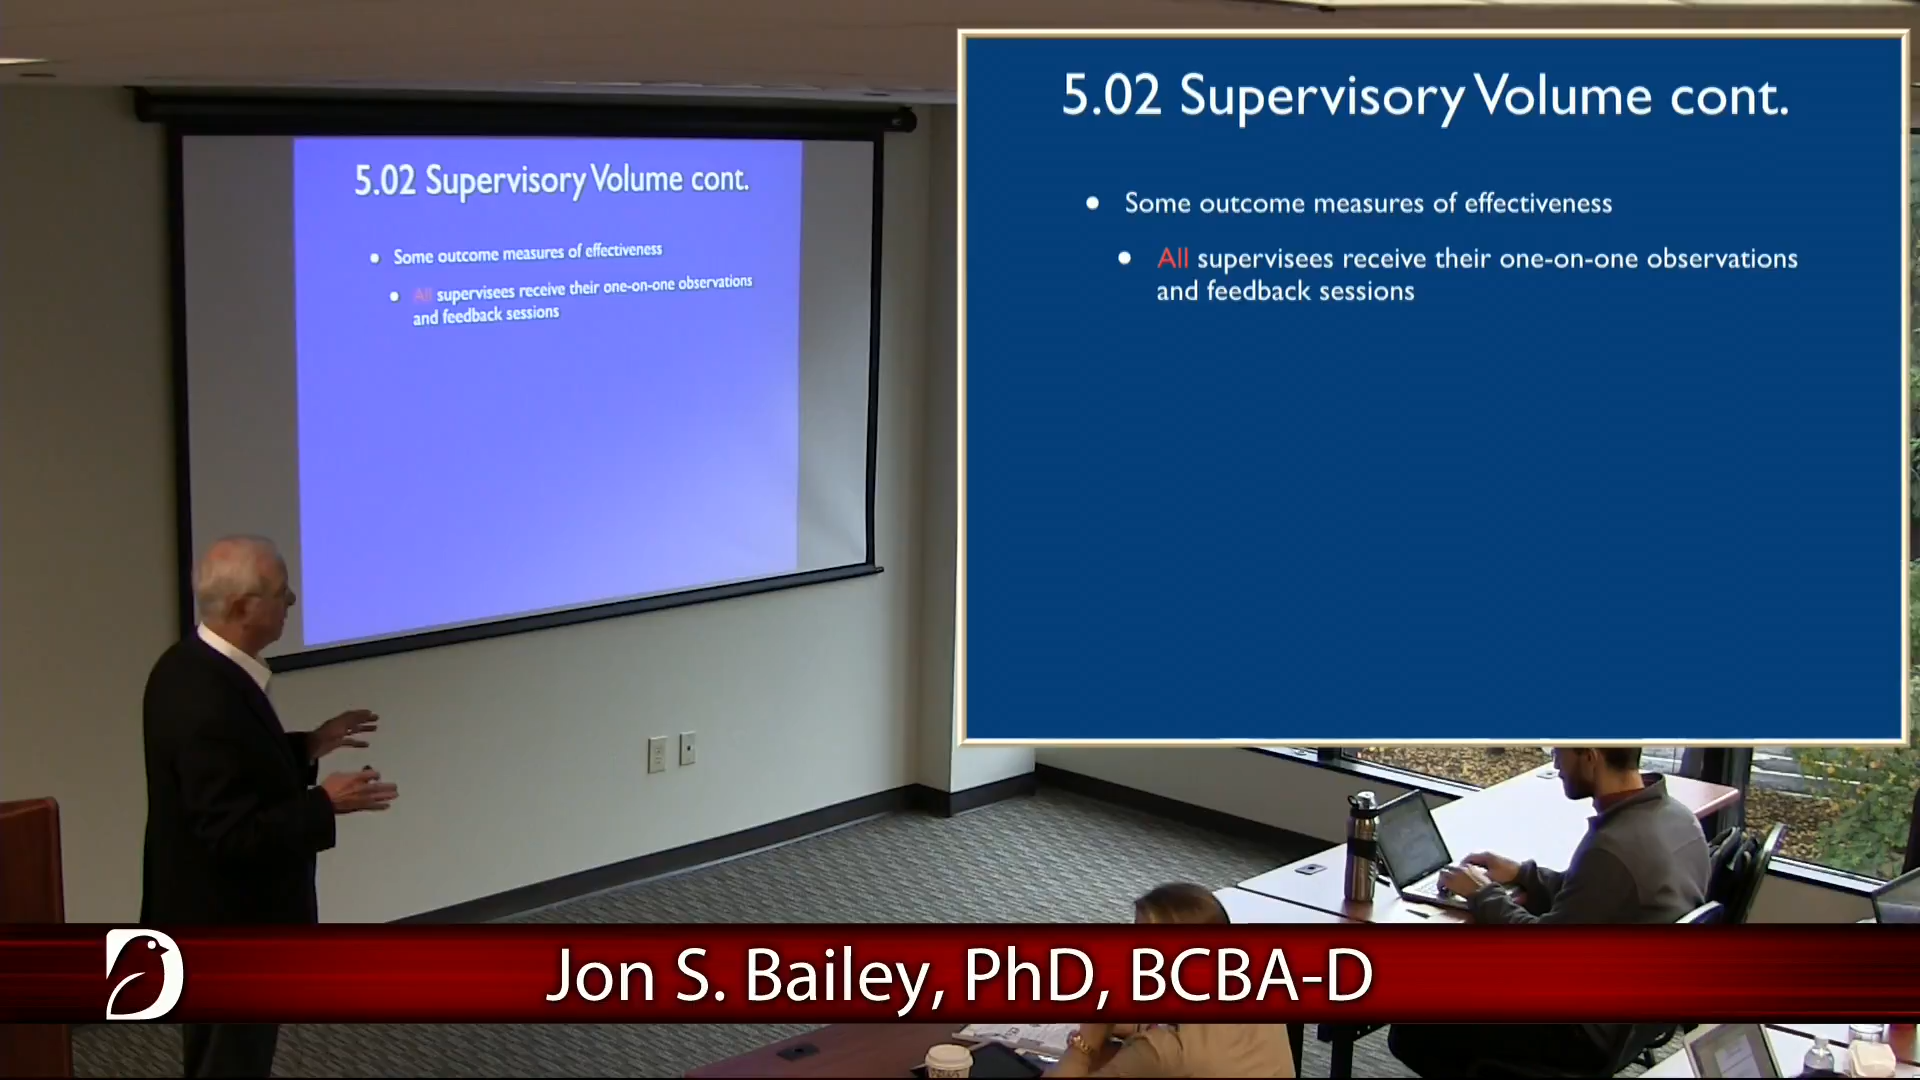 5.02 Supervisory Volume cont.
• Some outcome measures of effectiveness
• All supervisees receive their one-on-one observations
and feedback sessions
5.02 Supervisory Volume cont.
• Some outcome measures of effectiveness
• All supervisees receive their one-on-one observations
and feedback sessions
Jon S. Bailey, PhD, BCBA-D